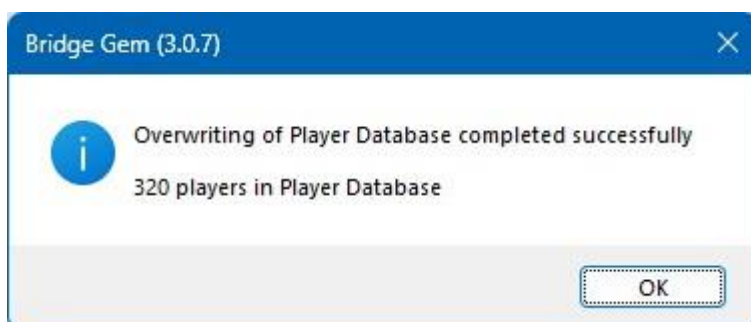 Bridge Gem (3.0.7)
Overwriting of Player Database completed successfully
320 players in Player Database
OK